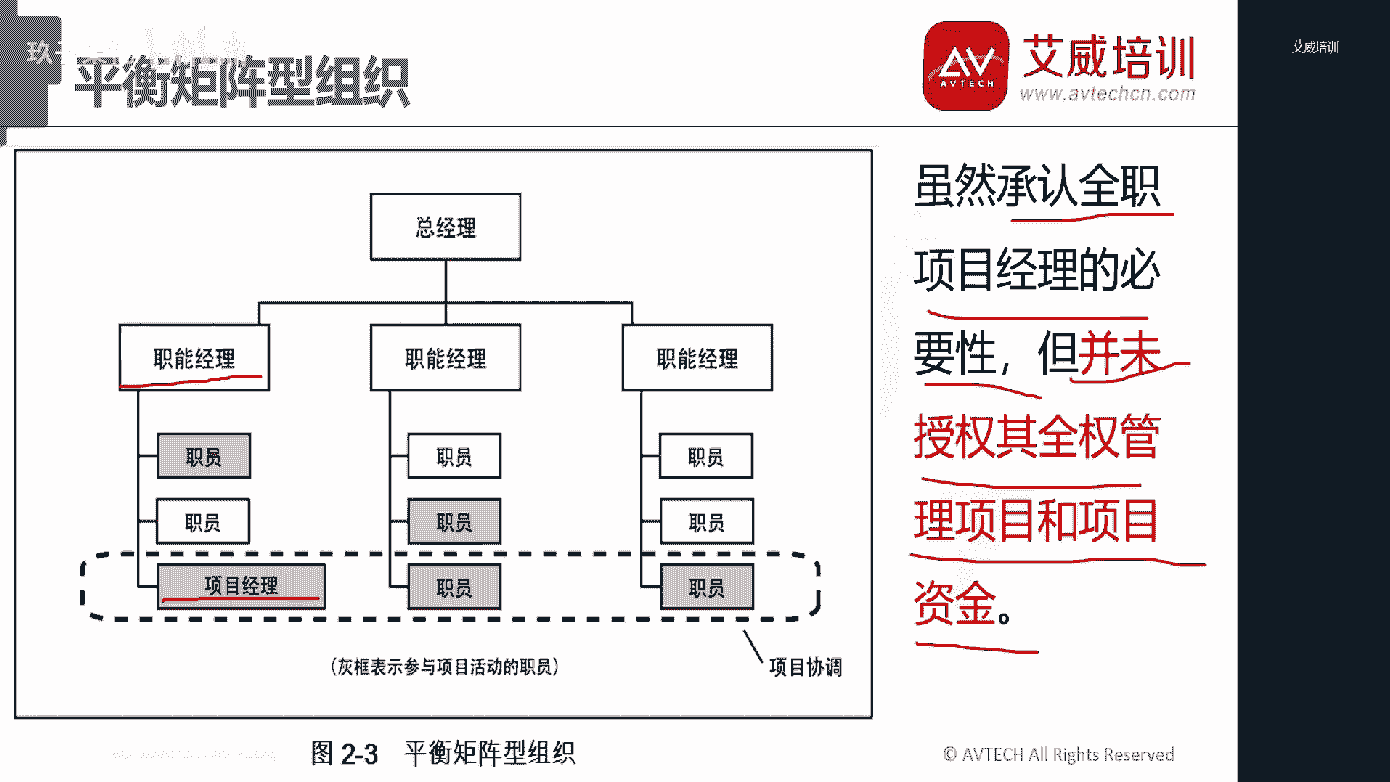 玖
平衡矩阵型组织
AV
AVTECH
艾威培训
www.avtechcn.com
艾威培训
总经理
职能经理 职能经理 职能经理
职员 职员 职员
职员 职员 职员
项目经理 职员 职员
(灰框表示参与项目活动的职员)
项目协调
图 2-3 平衡矩阵型组织
虽然承认全职
项目经理的必
要性，但并未
授权其全权管
理项目和项目
资金。
© AVTECH All Rights Reserved